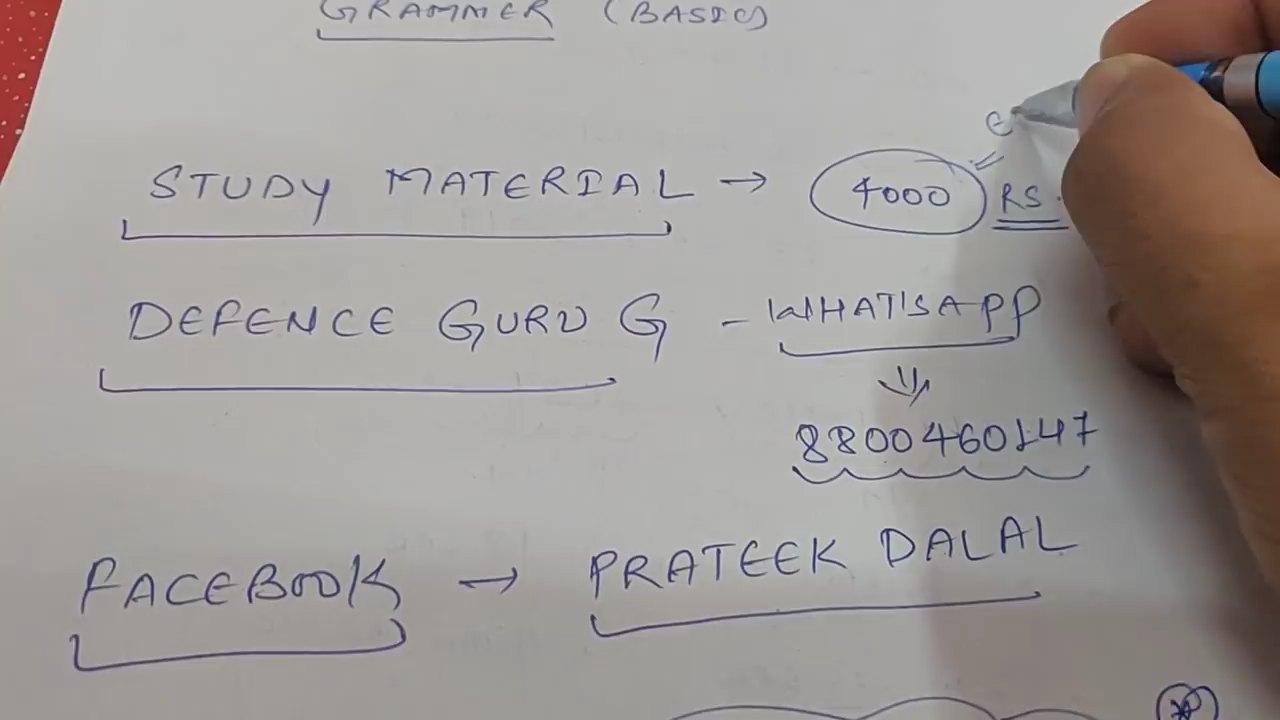 GRAMMER (BASIC)
STUDY MATERIAL → 4000 RS.
DEFENCE GURU G - WHATSAPP
8800460147
FACEBOOK → PRATEEK DALAL